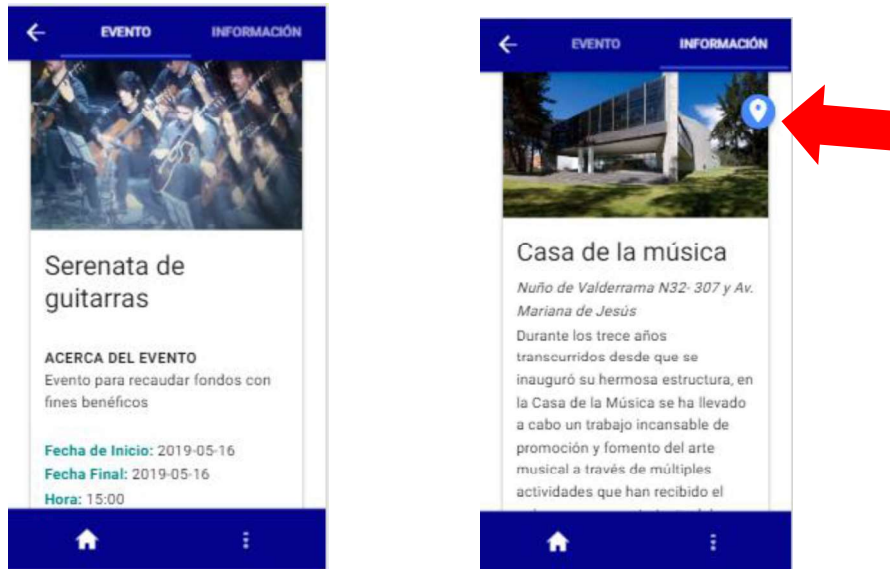 EVENTO INFORMACIÓN
Serenata de
guitarras
ACERCA DEL EVENTO
Evento para recaudar fondos con
fines benéficos
Fecha de Inicio: 2019-05-16
Fecha Final: 2019-05-16
Hora: 15:00
EVENTO INFORMACIÓN
Casa de la música
Nuño de Valderrama N32- 307 y Av.
Mariana de Jesús
Durante los trece años
transcurridos desde que se
inauguró su hermosa estructura, en
la Casa de la Música se ha llevado
a cabo un trabajo incansable de
promoción y fomento del arte
musical a través de múltiples
actividades que han recibido el